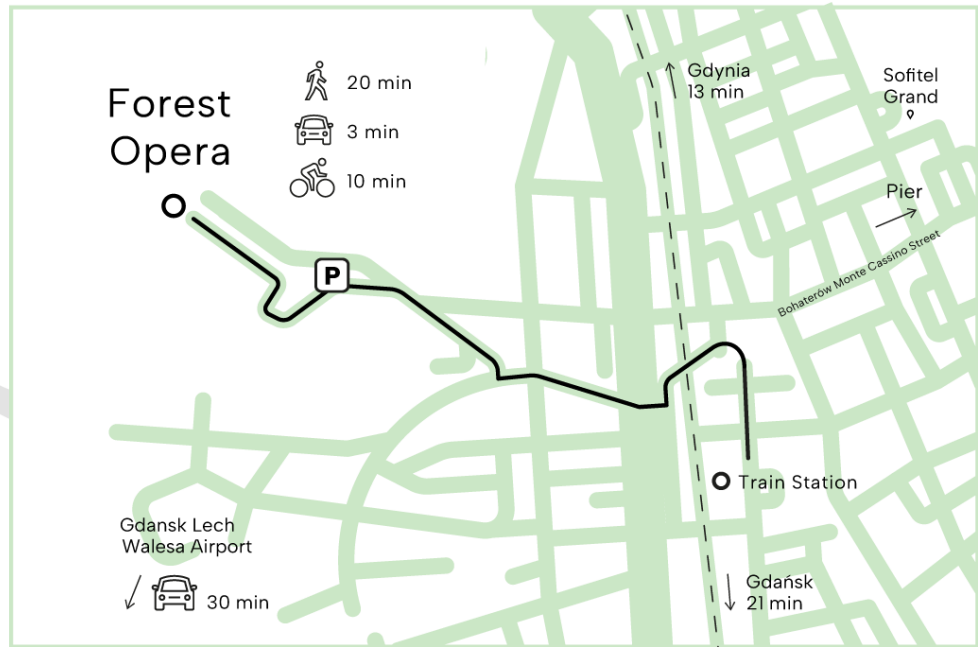 Forest
Opera
20 min
3 min
10 min
P
Gdynia
13 min
Sofitel
Grand
Pier
Bohaterów Monte Cassino Street
Train Station
Gdansk Lech
Walesa Airport
30 min
Gdańsk
21 min